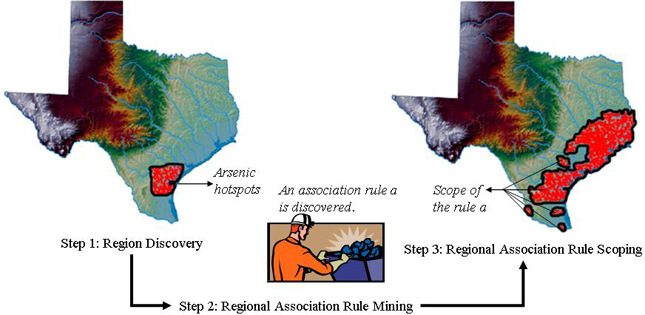 Arsenic
hotspots
Step 1: Region Discovery
An association rule a
is discovered.
Step 2: Regional Association Rule Mining
Scope of
the rule a
Step 3: Regional Association Rule Scoping